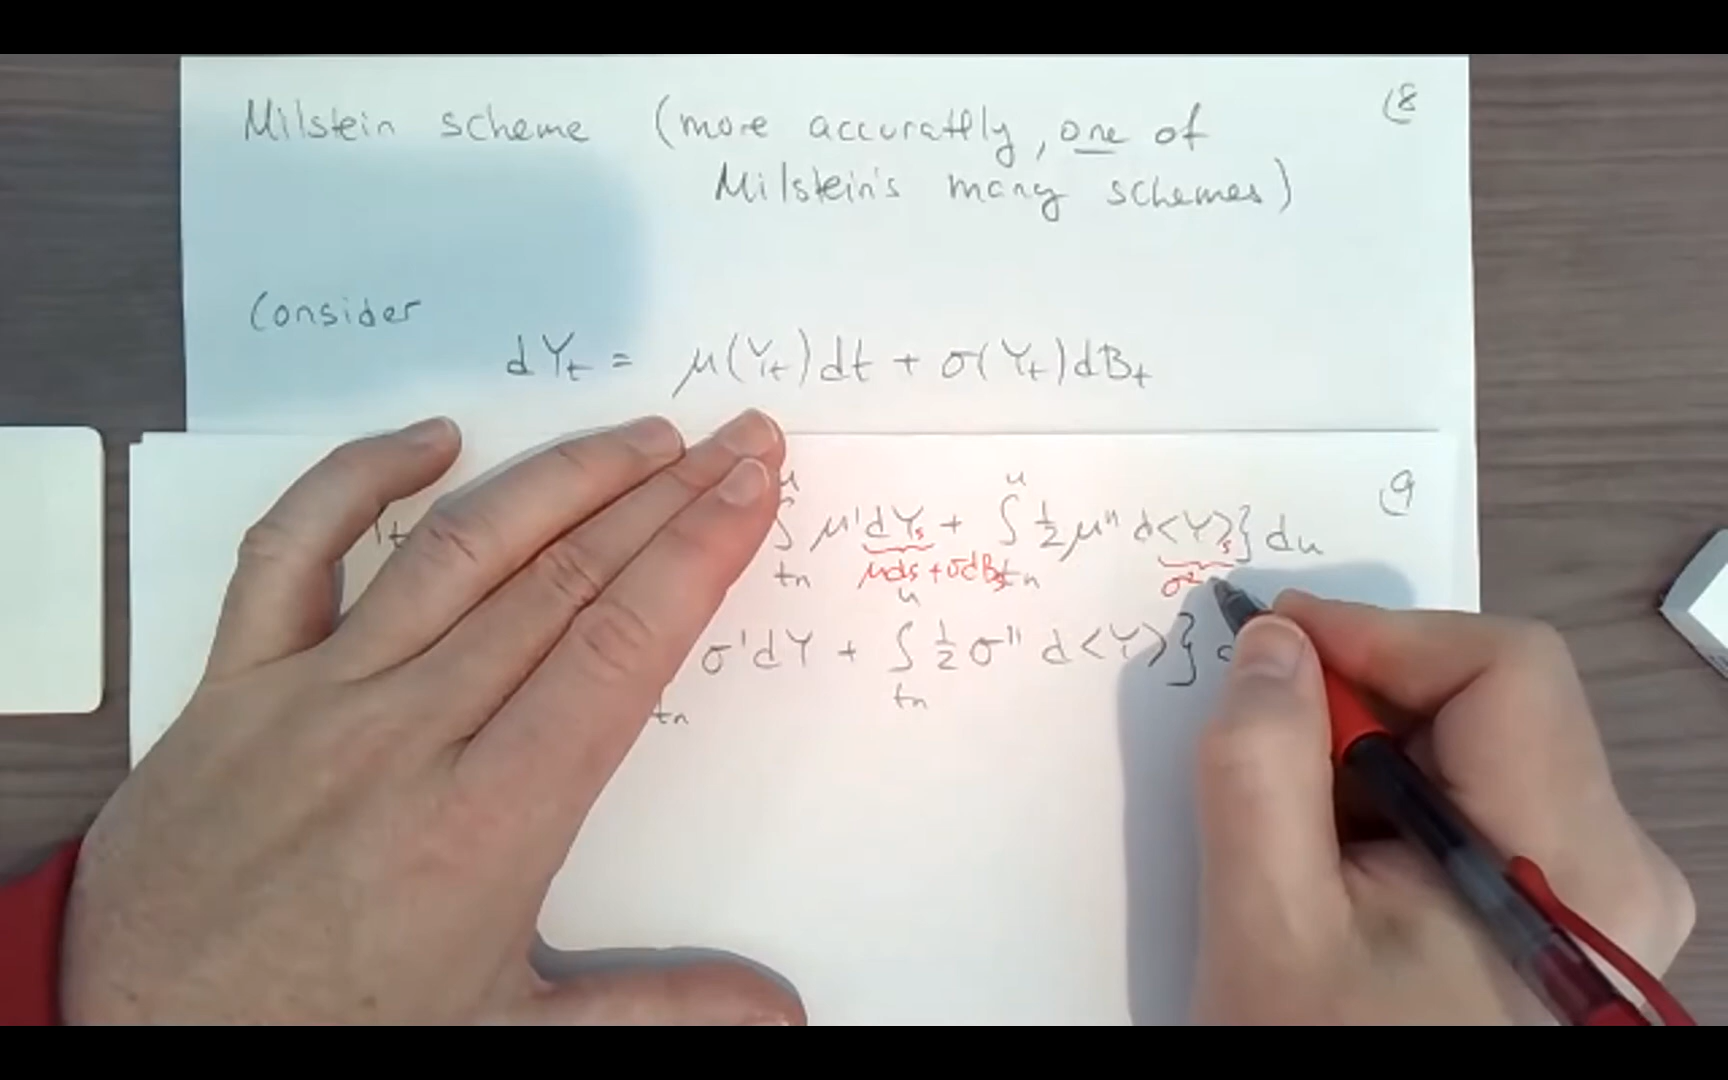 (8
Milstein scheme (more accurattly, one of
Milstein's many schemes)
Consider
dY_t = μ(Y_t)dt + σ(Y_t)dB_t
(9
∫_{tn}^{u} μ'dY_s + ∫_{tn}^{u} ½μ'' d<Y>_s} du
μds + σdB_s σ²
σ'dY + ∫_{tn}^{u} ½σ'' d<Y>}
tn